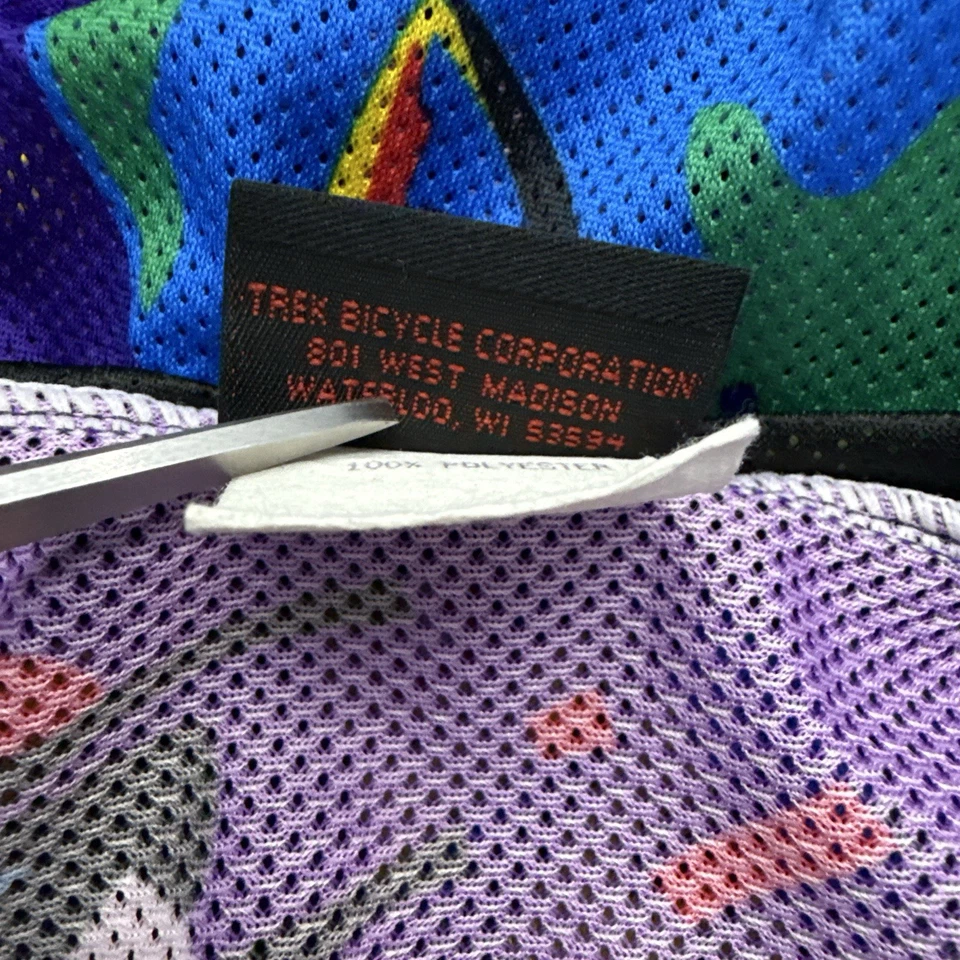 TREK BICYCLE CORPORATION
801 WEST MADISON
WATERLOO, WI 53594
100% POLYESTER